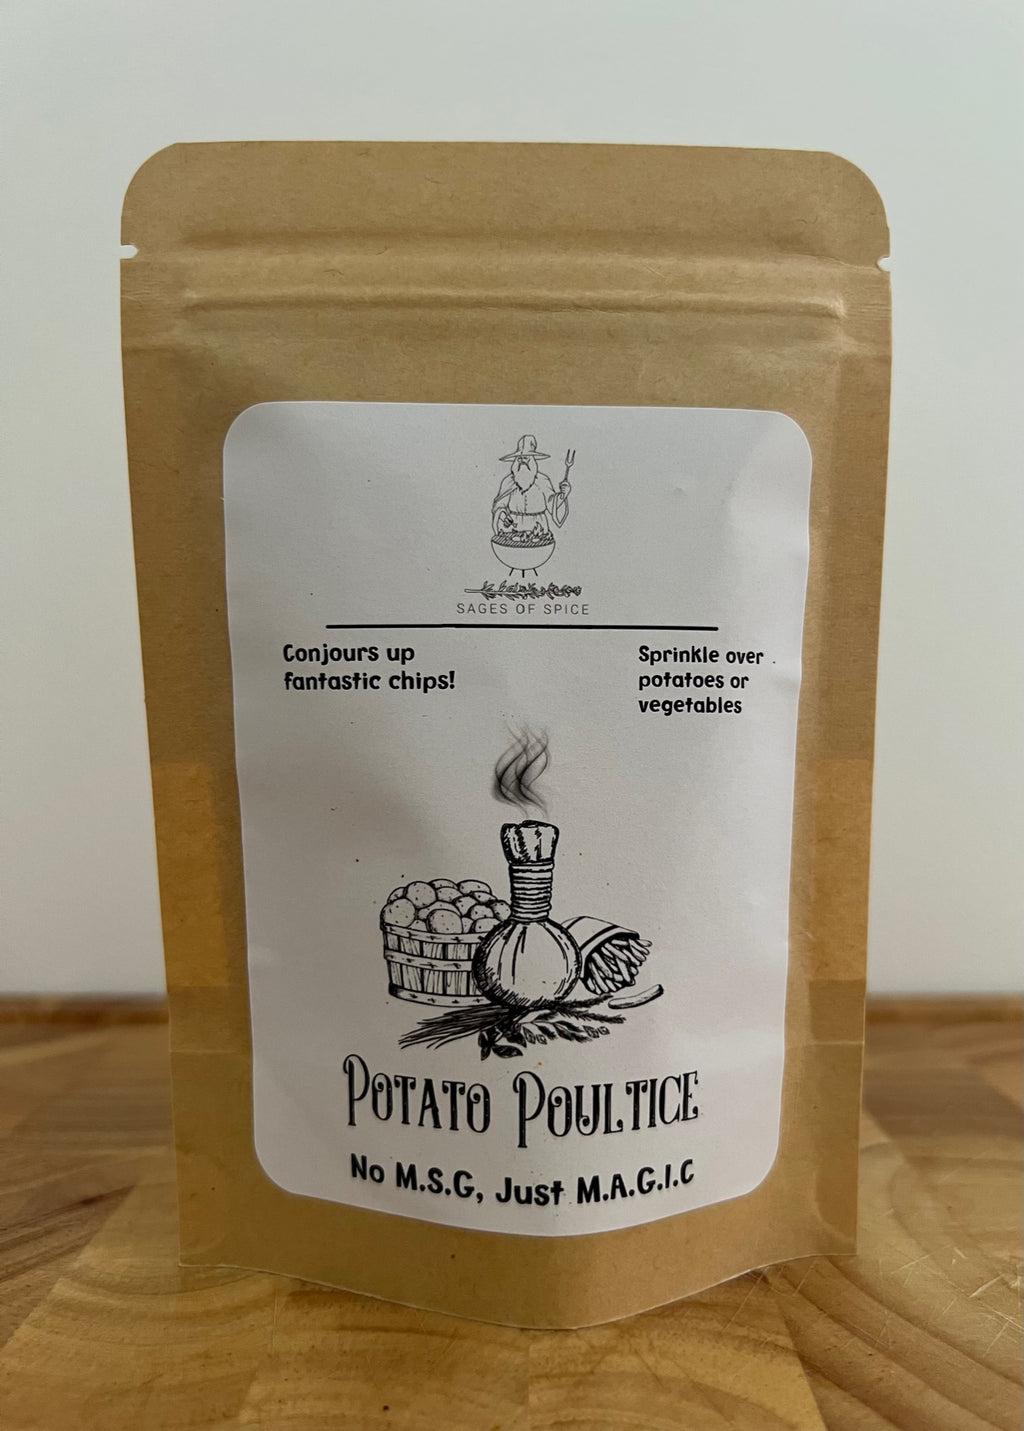 SAGES OF SPICE
Conjours up
fantastic chips!
Sprinkle over
potatoes or
vegetables
POTATO POULTICE
No M.S.G, Just M.A.G.I.C